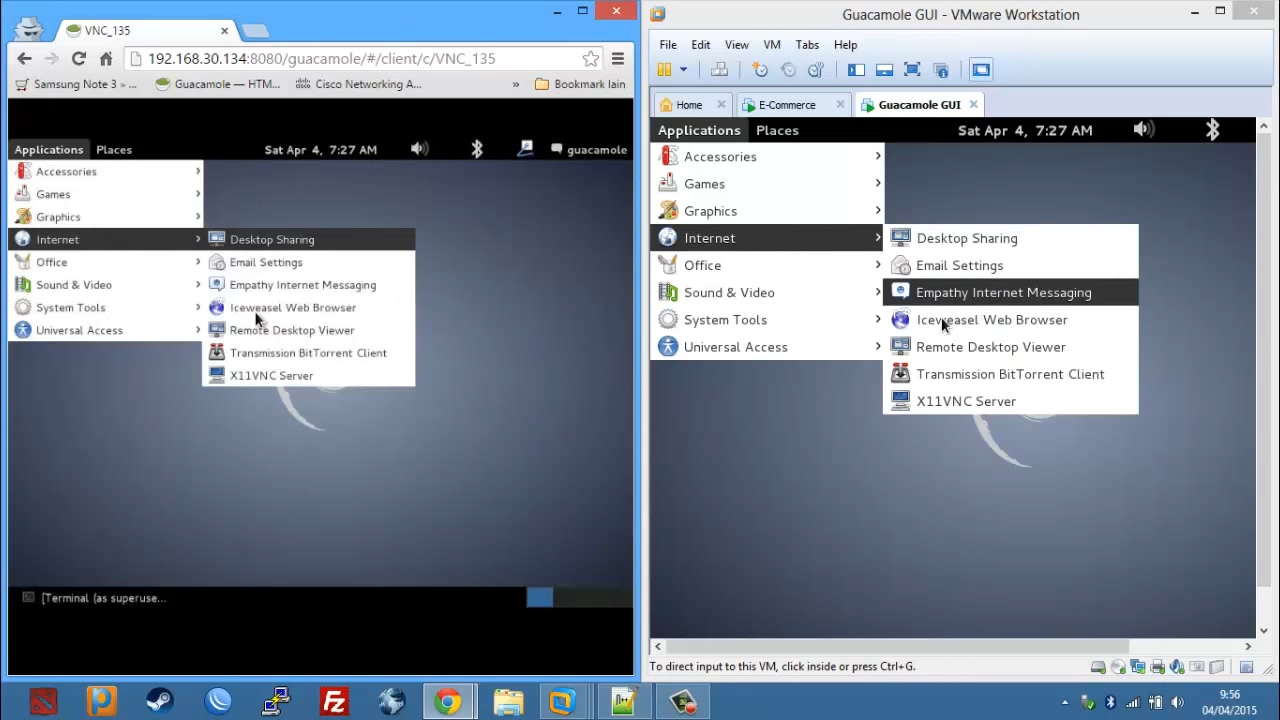 VNC_135
192.168.30.134:8080/guacamole/#/client/c/VNC_135
Samsung Note 3 » ...
Guacamole — HTM...
Cisco Networking A...
»
Bookmark lain
Applications
Places
Sat Apr 4, 7:27 AM
guacamole
Accessories
Games
Graphics
Internet
Office
Sound & Video
System Tools
Universal Access
Desktop Sharing
Email Settings
Empathy Internet Messaging
Iceweasel Web Browser
Remote Desktop Viewer
Transmission BitTorrent Client
X11VNC Server
[Terminal (as superuse...
Guacamole GUI - VMware Workstation
File Edit View VM Tabs Help
Home
E-Commerce
Guacamole GUI
Applications
Places
Sat Apr 4, 7:27 AM
Accessories
Games
Graphics
Internet
Office
Sound & Video
System Tools
Universal Access
Desktop Sharing
Email Settings
Empathy Internet Messaging
Iceweasel Web Browser
Remote Desktop Viewer
Transmission BitTorrent Client
X11VNC Server
To direct input to this VM, click inside or press Ctrl+G.
9:56
04/04/2015